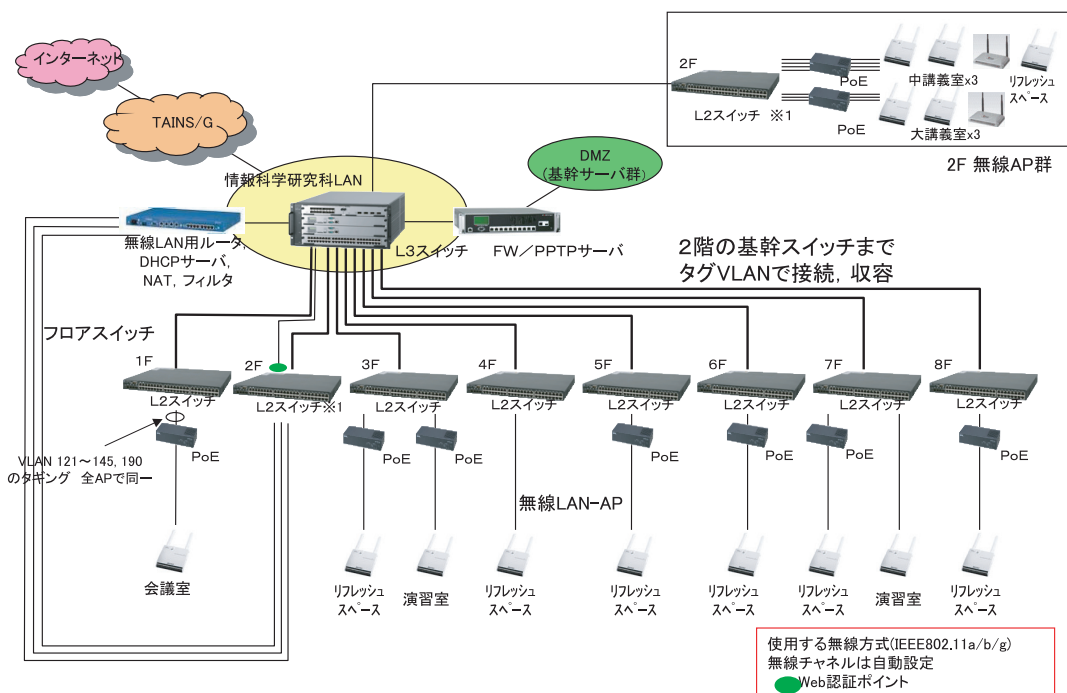 インターネット
TAINS/G
情報科学研究科LAN
無線LAN用ルータ,
DHCPサーバ,
NAT, フィルタ
L3スイッチ
FW／PPTPサーバ
DMZ
(基幹サーバ群)
2F
L2スイッチ ※1
PoE
PoE
中講義室x3
大講義室x3
リフレッシュ
スペース
2F 無線AP群
2階の基幹スイッチまで
タグVLANで接続, 収容
フロアスイッチ
1F
2F
3F
4F
5F
6F
7F
8F
L2スイッチ
L2スイッチ※1
L2スイッチ
L2スイッチ
L2スイッチ
L2スイッチ
L2スイッチ
L2スイッチ
PoE
PoE
PoE
PoE
PoE
PoE
PoE
VLAN 121～145, 190
のタギング 全APで同一
無線LAN-AP
会議室
リフレッシュ
スペース
演習室
リフレッシュ
スペース
リフレッシュ
スペース
リフレッシュ
スペース
リフレッシュ
スペース
演習室
リフレッシュ
スペース
使用する無線方式(IEEE802.11a/b/g)
無線チャネルは自動設定
Web認証ポイント